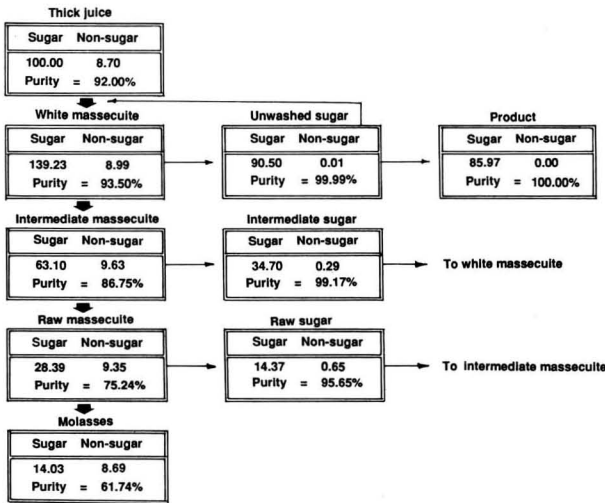 Thick juice
Sugar Non-sugar
100.00 8.70
Purity = 92.00%
White massecuite
Sugar Non-sugar
139.23 8.99
Purity = 93.50%
Unwashed sugar
Sugar Non-sugar
90.50 0.01
Purity = 99.99%
Product
Sugar Non-sugar
85.97 0.00
Purity = 100.00%
Intermediate massecuite
Sugar Non-sugar
63.10 9.63
Purity = 86.75%
Intermediate sugar
Sugar Non-sugar
34.70 0.29
Purity = 99.17%
To white massecuite
Raw massecuite
Sugar Non-sugar
28.39 9.35
Purity = 75.24%
Raw sugar
Sugar Non-sugar
14.37 0.65
Purity = 95.65%
To intermediate massecuite
Molasses
Sugar Non-sugar
14.03 8.69
Purity = 61.74%